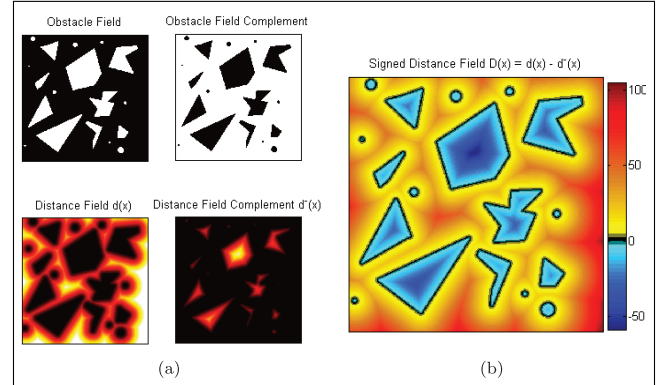 Obstacle Field
Obstacle Field Complement
Distance Field d(x)
Distance Field Complement d˜(x)
(a)
Signed Distance Field D(x) = d(x) - d˜(x)
100
50
0
-50
(b)